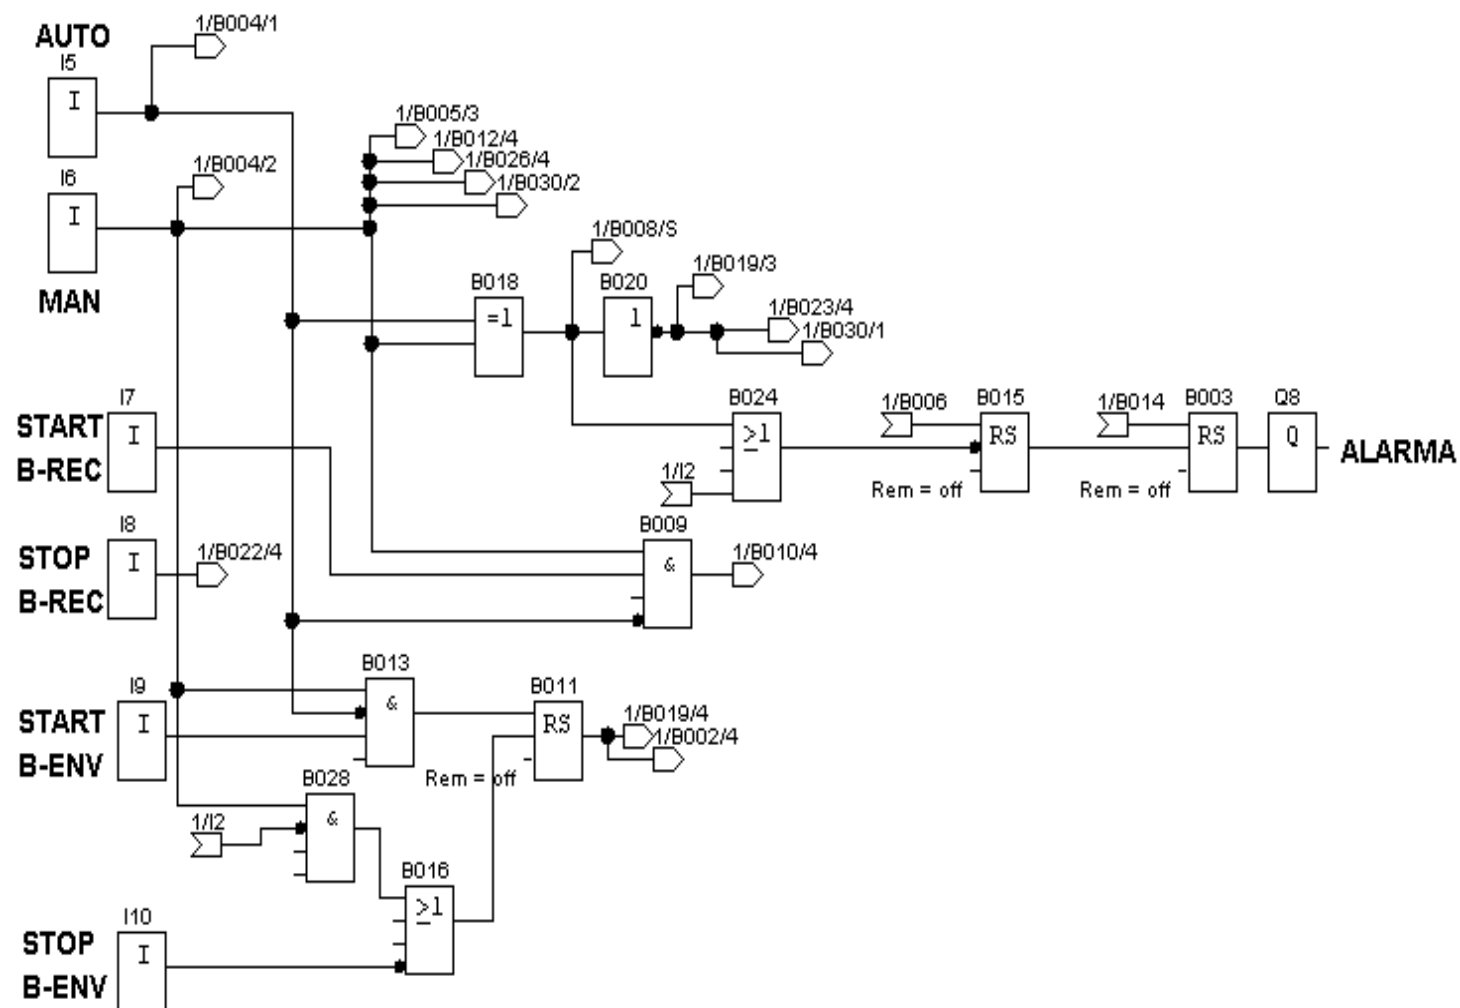 AUTO
I5
I
1/B004/1
1/B005/3
1/B012/4
1/B026/4
1/B030/2
1/B004/2
I6
I
MAN
1/B008/S
1/B019/3
1/B023/4
1/B030/1
B018
=1
B020
1
I7
START
B-REC
I
B024
≥1
1/I2
1/B006
B015
RS
Rem = off
1/B014
B003
RS
Rem = off
Q8
Q
ALARMA
I8
STOP
B-REC
I
1/B022/4
B009
&
1/B010/4
I9
START
B-ENV
I
B013
&
B011
RS
Rem = off
1/B019/4
1/B002/4
B028
&
1/I2
B016
≥1
I10
STOP
B-ENV
I